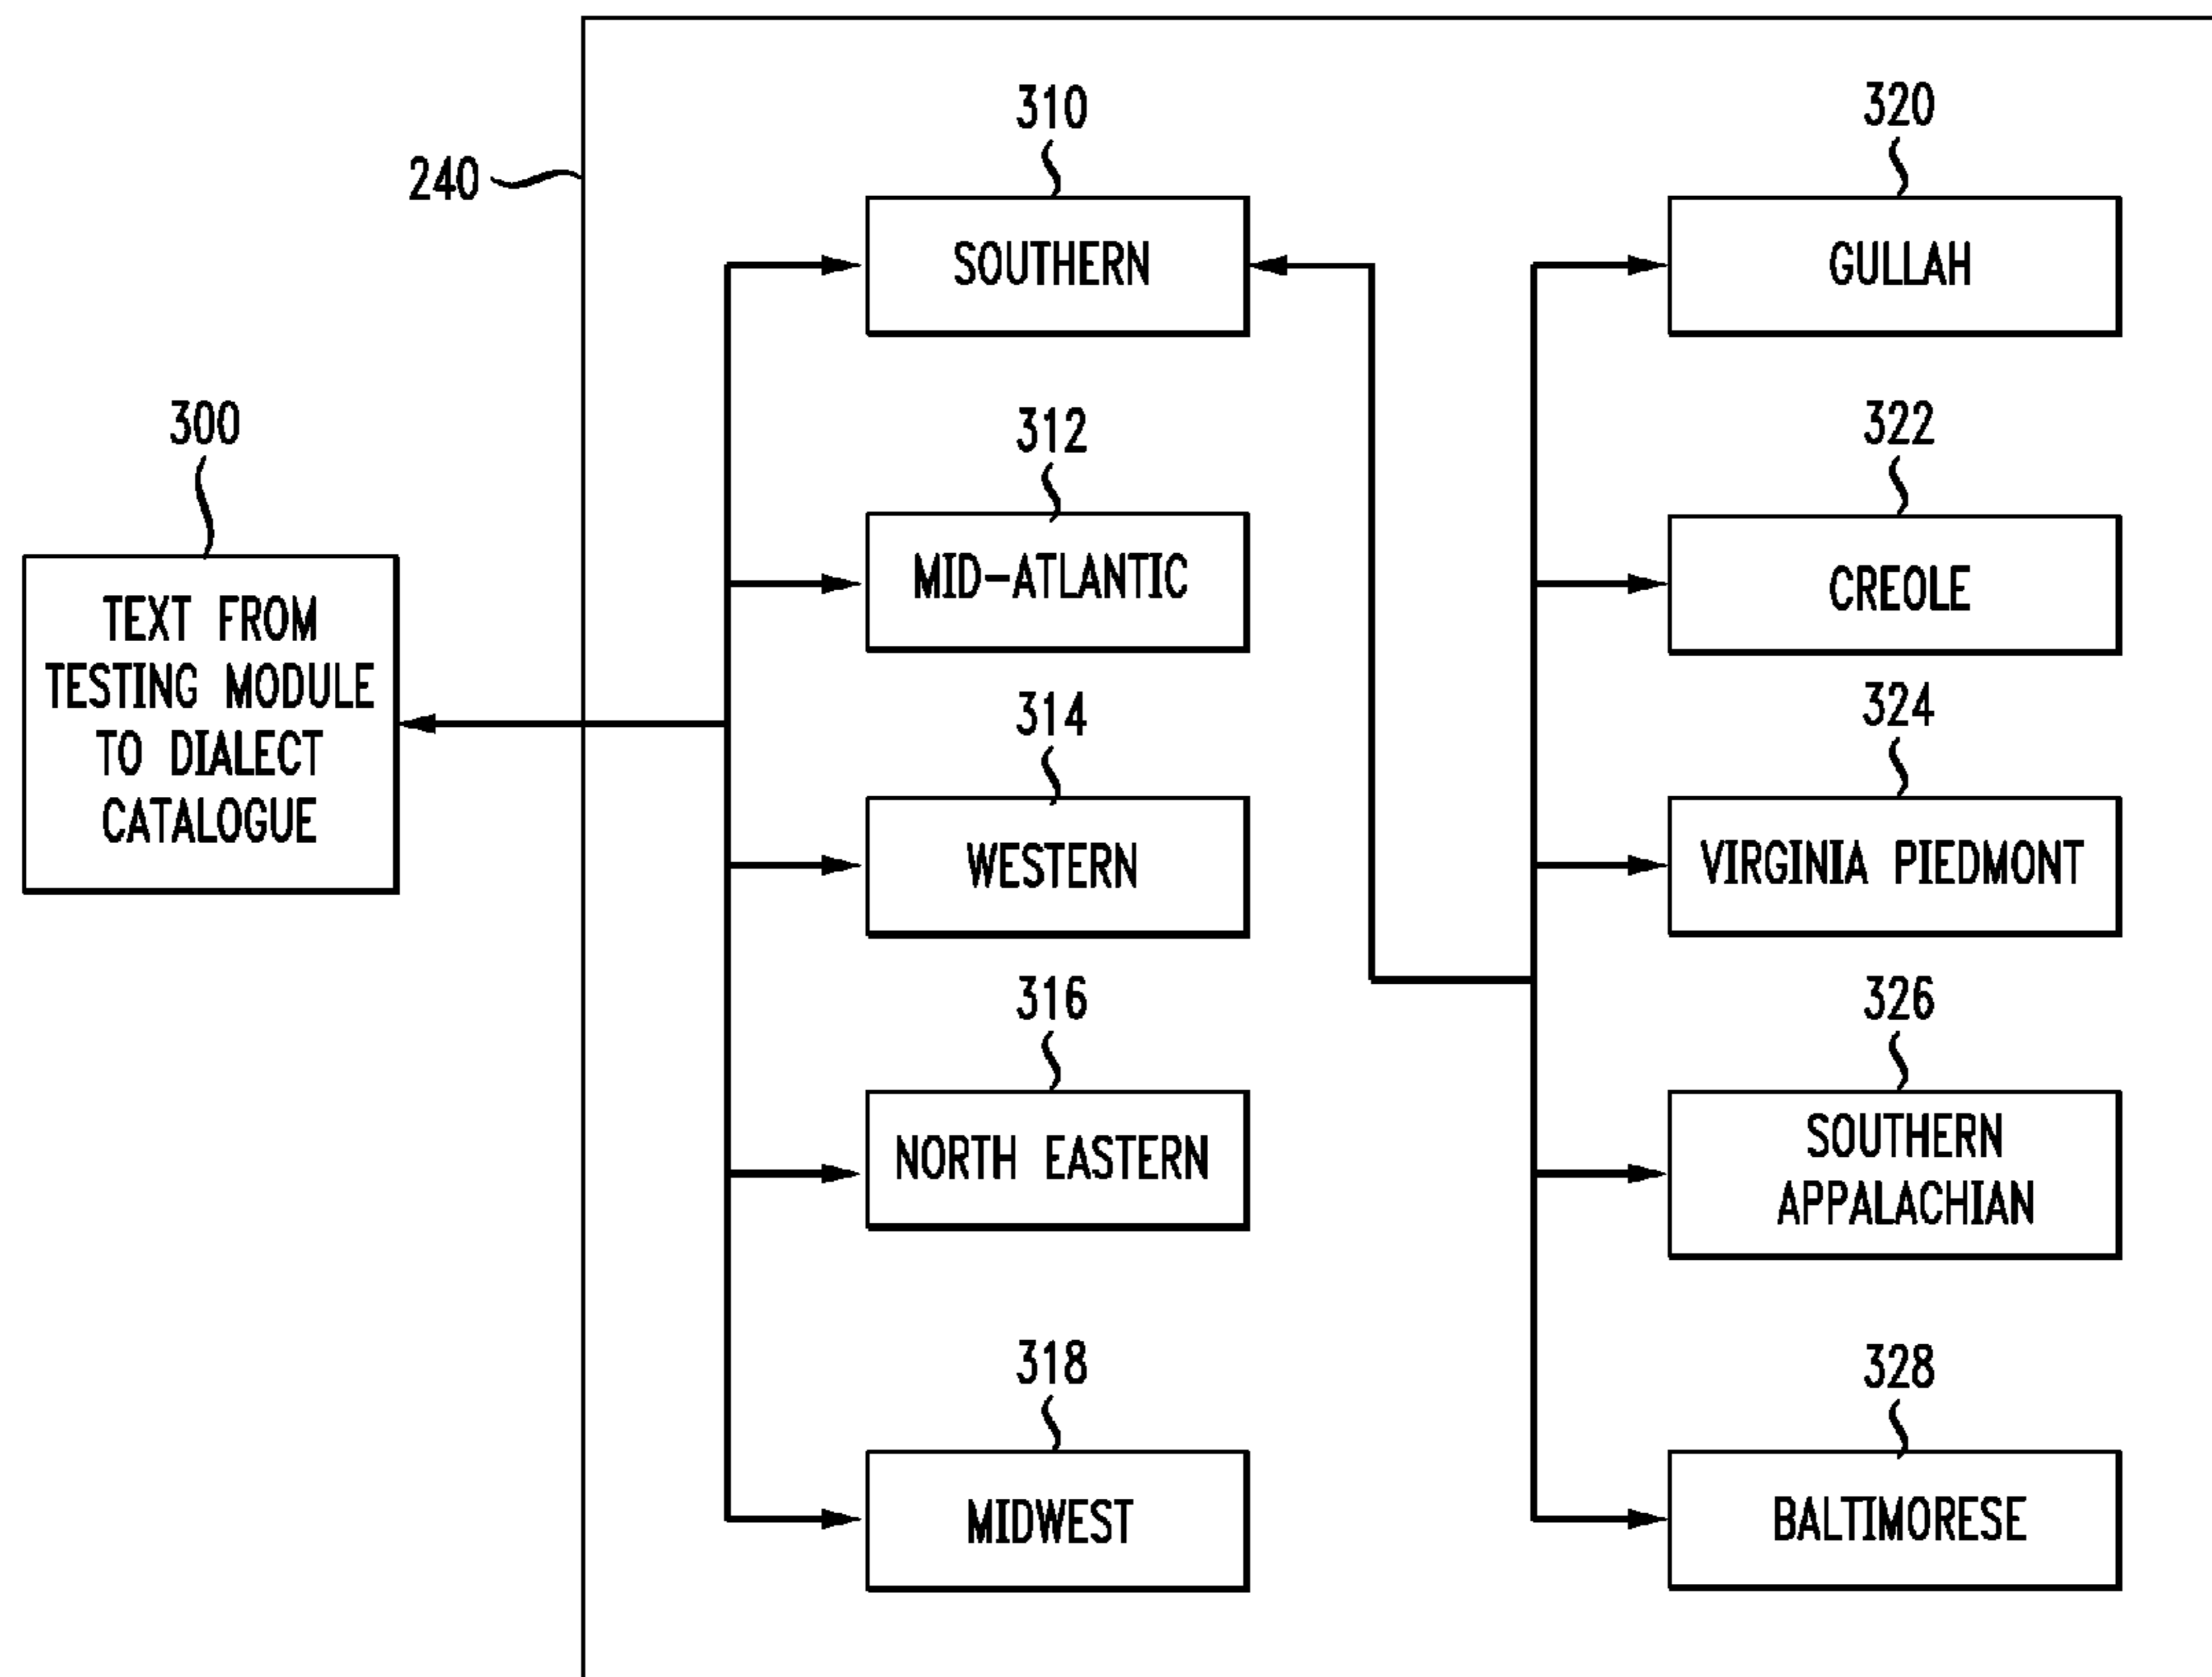 240
300
TEXT FROM
TESTING MODULE
TO DIALECT
CATALOGUE
310
SOUTHERN
312
MID-ATLANTIC
314
WESTERN
316
NORTH EASTERN
318
MIDWEST
320
GULLAH
322
CREOLE
324
VIRGINIA PIEDMONT
326
SOUTHERN
APPALACHIAN
328
BALTIMORESE